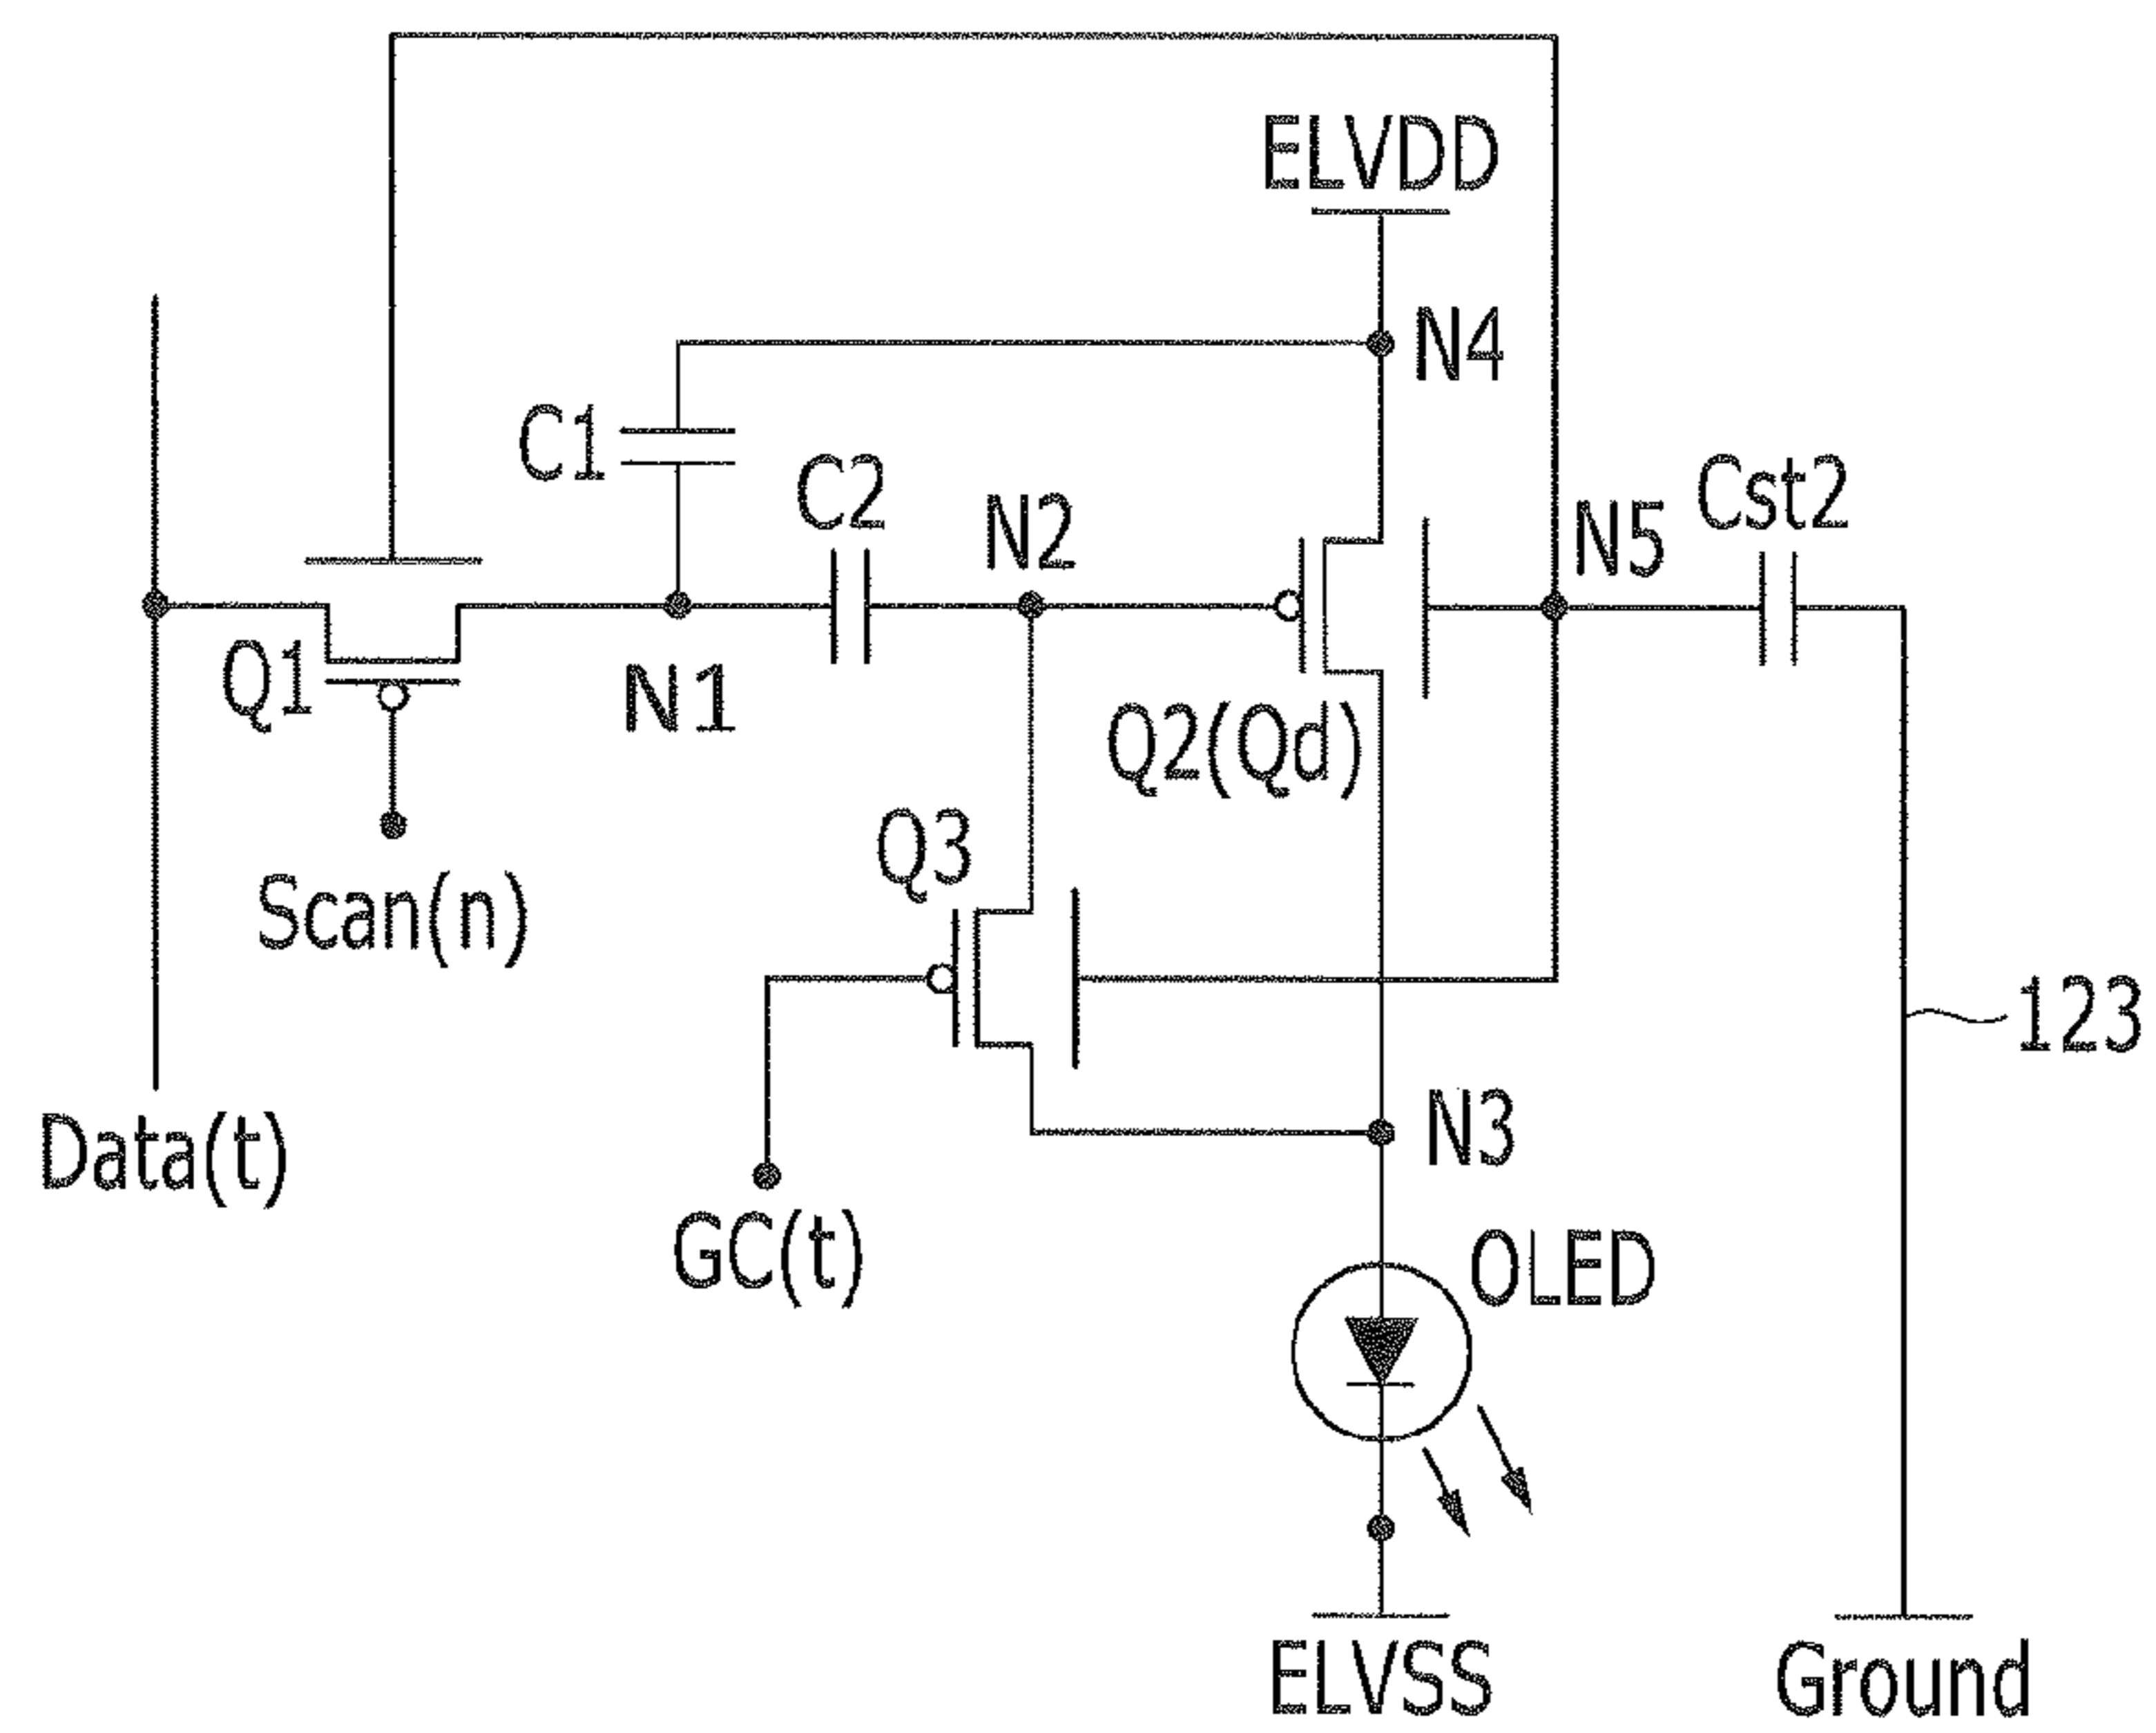 ELVDD
N4
C1
C2
N2
N5
Cst2
Q1
N1
Q2(Qd)
Q3
Scan(n)
123
Data(t)
N3
GC(t)
OLED
ELVSS
Ground